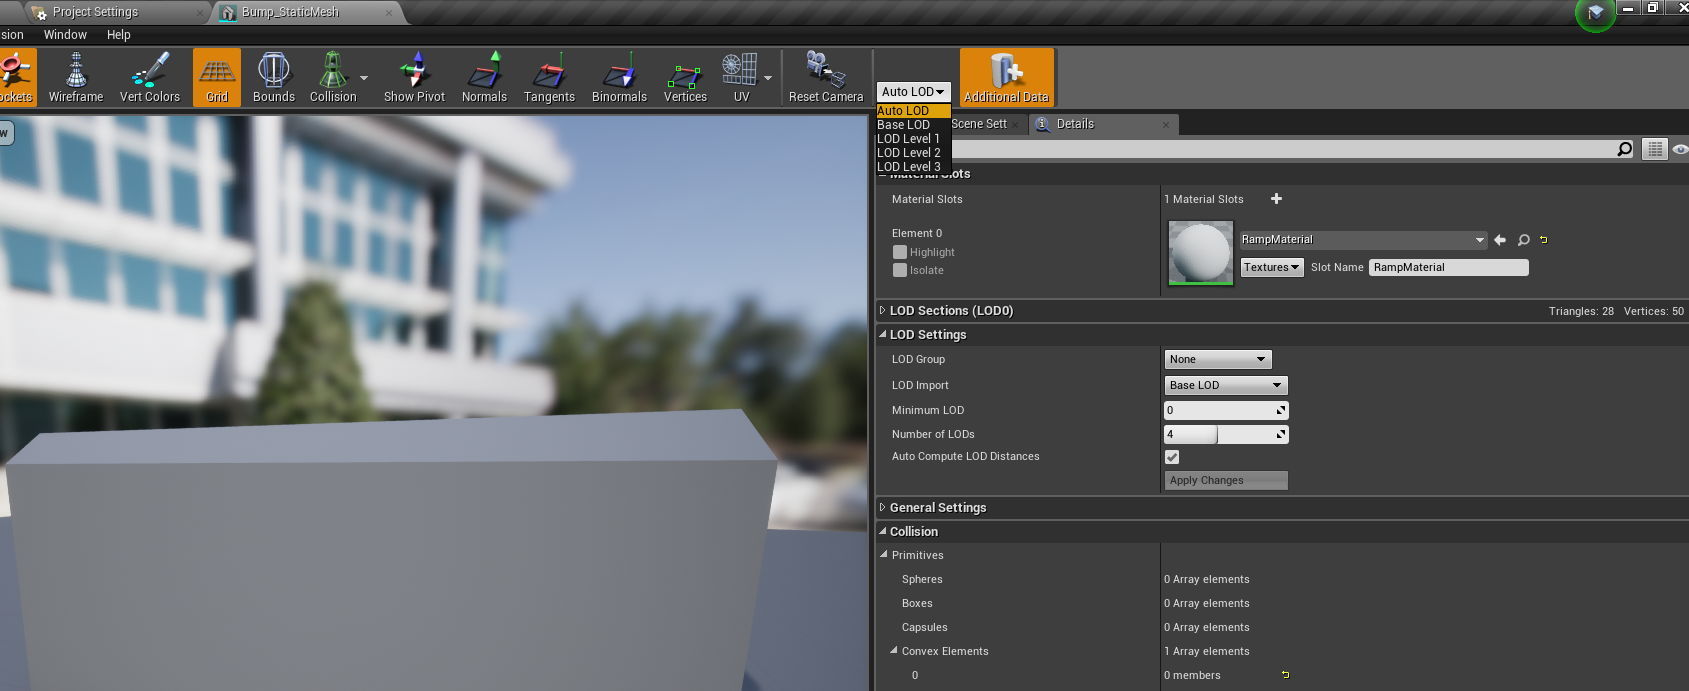 Project Settings
Bump_StaticMesh
sion Window Help
ockets
Wireframe
Vert Colors
Grid
Bounds
Collision
Show Pivot
Normals
Tangents
Binormals
Vertices
UV
Reset Camera
Auto LOD
Additional Data
Auto LOD
Base LOD
LOD Level 1
LOD Level 2
LOD Level 3
w
Scene Sett
Details
Material Slots
Material Slots
1 Material Slots
Element 0
Highlight
Isolate
RampMaterial
Textures
Slot Name
RampMaterial
LOD Sections (LOD0)
Triangles: 28 Vertices: 50
LOD Settings
LOD Group
None
LOD Import
Base LOD
Minimum LOD
0
Number of LODs
4
Auto Compute LOD Distances
Apply Changes
General Settings
Collision
Primitives
Spheres
0 Array elements
Boxes
0 Array elements
Capsules
0 Array elements
Convex Elements
1 Array elements
0
0 members